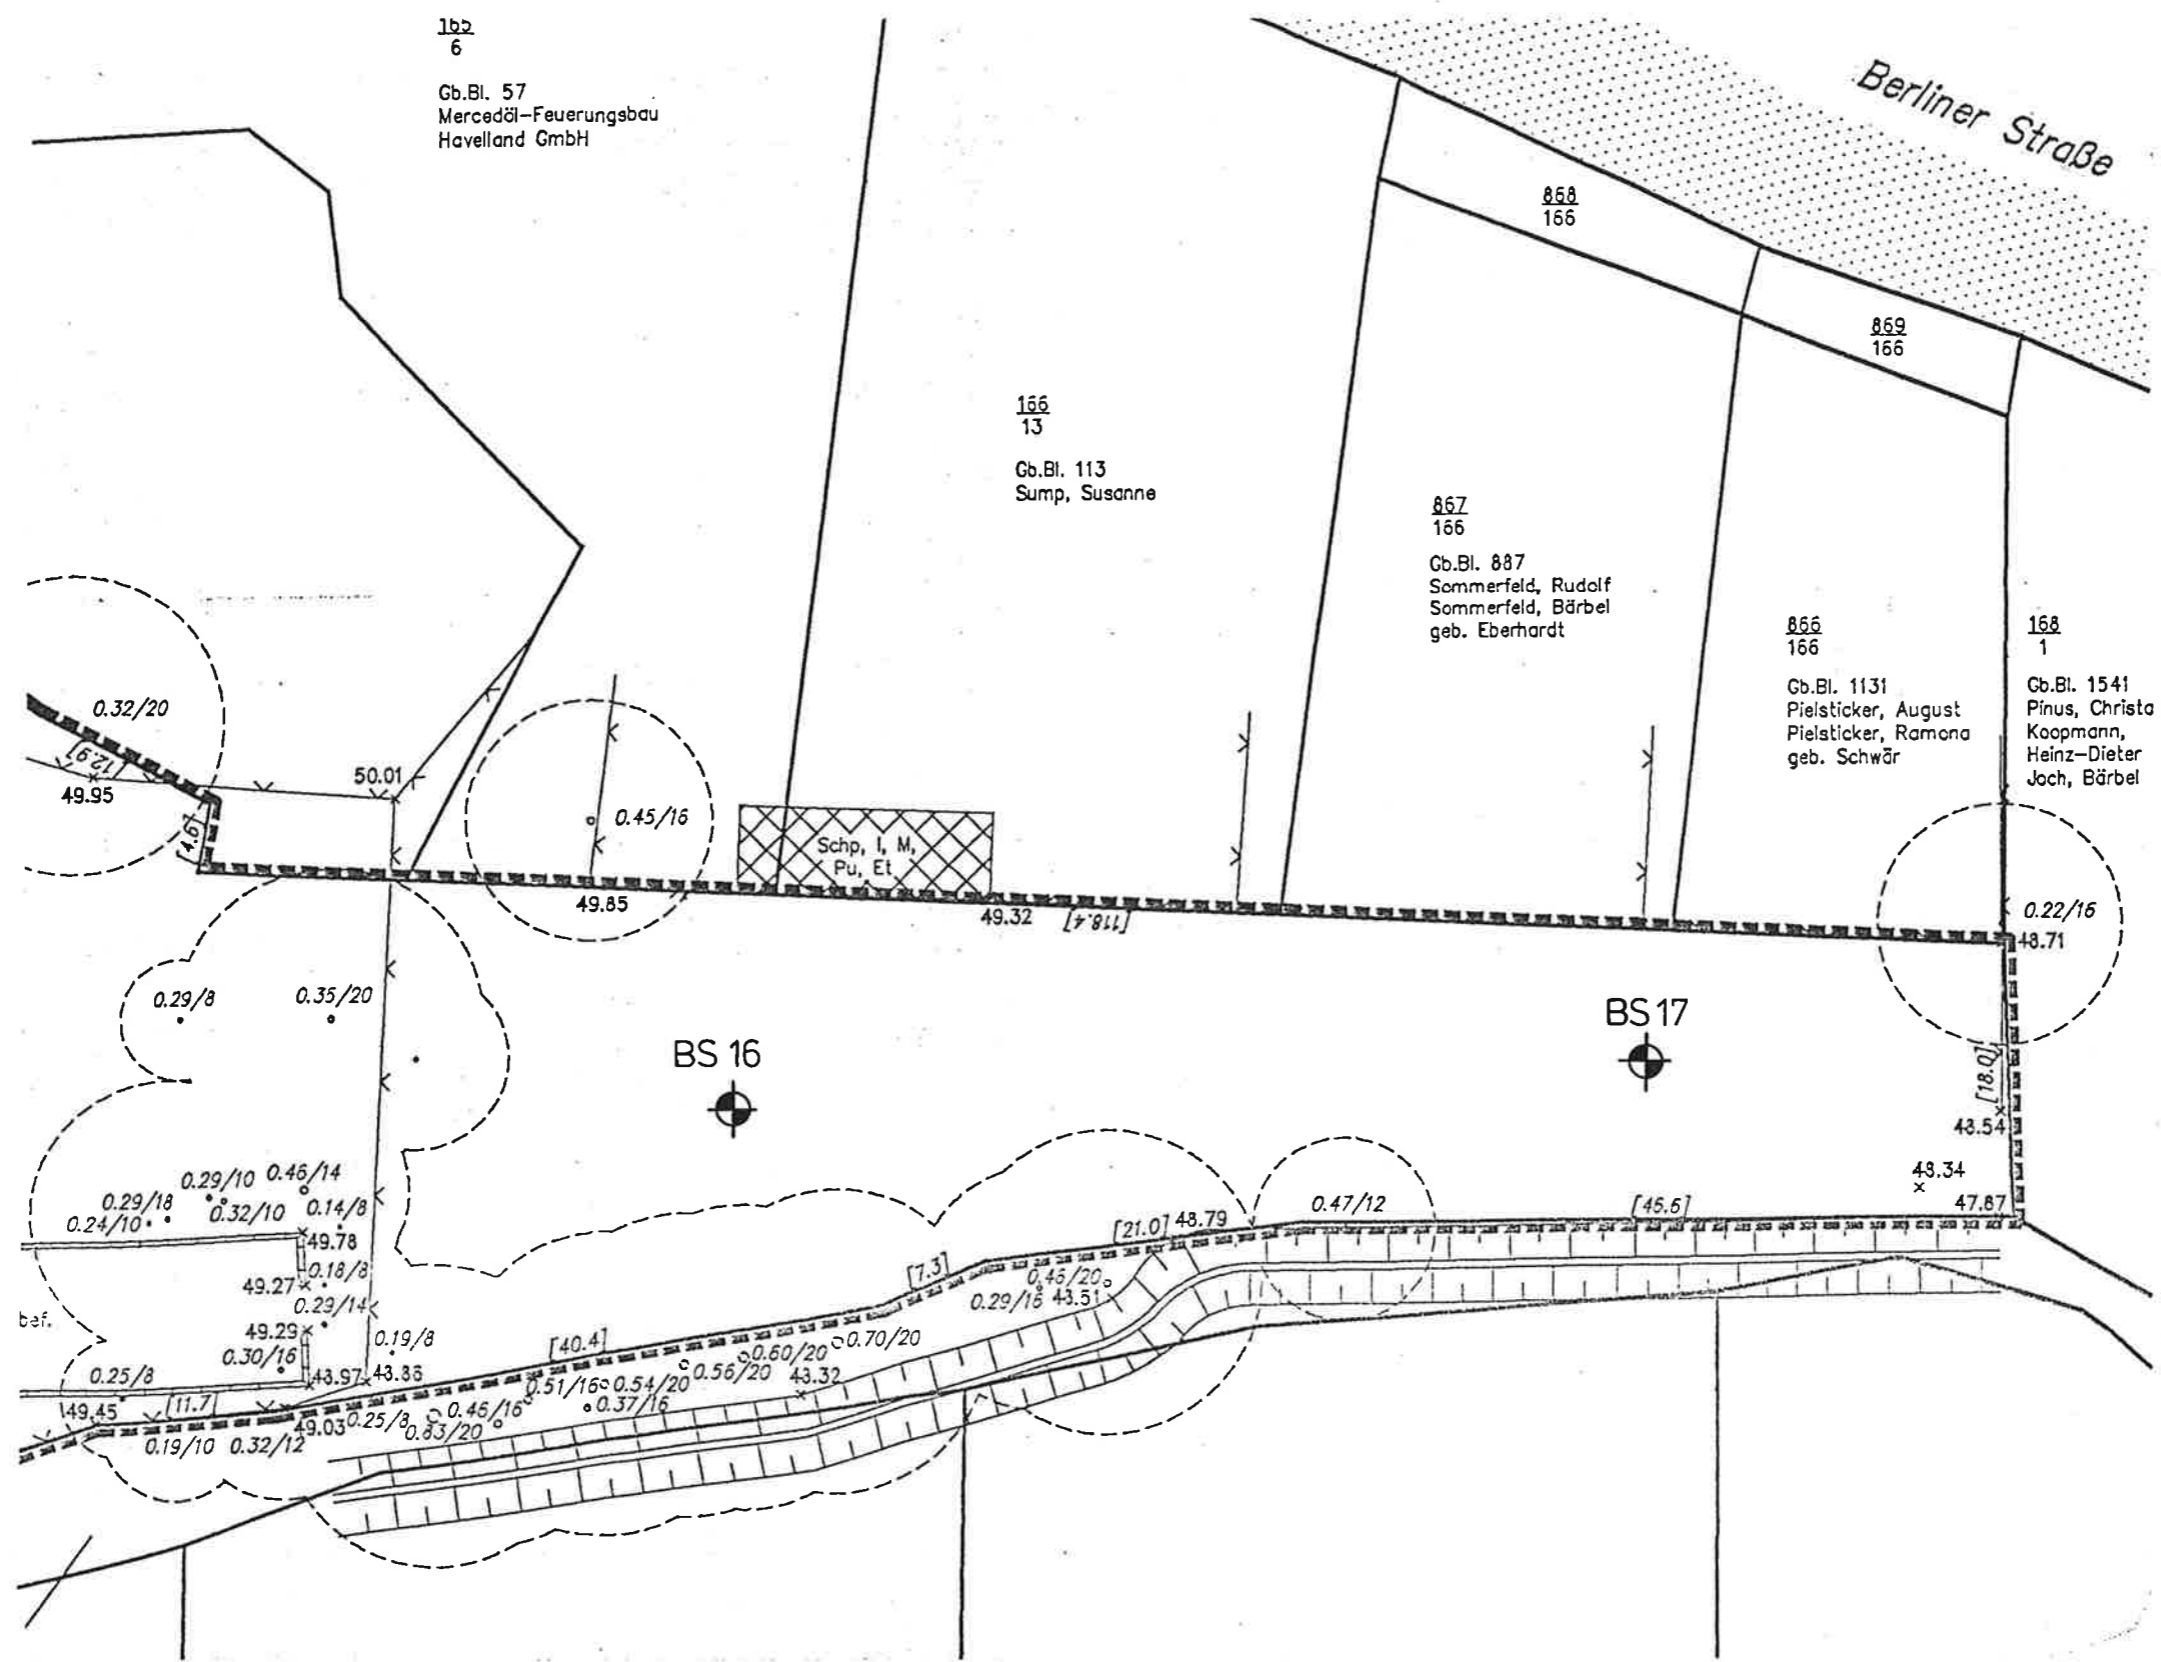 165
6
Gb.Bl. 57
Mercedöl-Feuerungsbau
Havelland GmbH
Berliner Straße
868
166
869
166
166
13
Gb.Bl. 113
Sump, Susanne
867
166
Gb.Bl. 887
Sommerfeld, Rudolf
Sommerfeld, Bärbel
geb. Eberhardt
866
166
Gb.Bl. 1131
Pielsticker, August
Pielsticker, Ramona
geb. Schwär
168
1
Gb.Bl. 1541
Pinus, Christa
Koopmann,
Heinz-Dieter
Joch, Bärbel
0.32/20
[12.9]
49.95
50.01
[4.6]
0.45/16
Schp, I, M,
Pu, Et
49.85
49.32
[118.4]
0.22/16
48.71
0.29/8
0.35/20
BS 16
BS 17
[18.0]
48.54
48.34
47.87
0.29/10
0.46/14
0.29/18
0.32/10
0.14/8
0.24/10
49.78
0.18/8
49.27
0.29/14
bef.
49.29
0.19/8
0.30/16
0.25/8
48.97
48.86
[11.7]
49.45
49.03
0.25/8
0.19/10
0.32/12
0.83/20
0.46/16
0.51/16
0.54/20
0.37/16
0.56/20
0.60/20
0.70/20
48.32
[40.4]
[7.3]
[21.0]
48.79
0.46/20
0.29/16
48.51
0.47/12
[45.6]